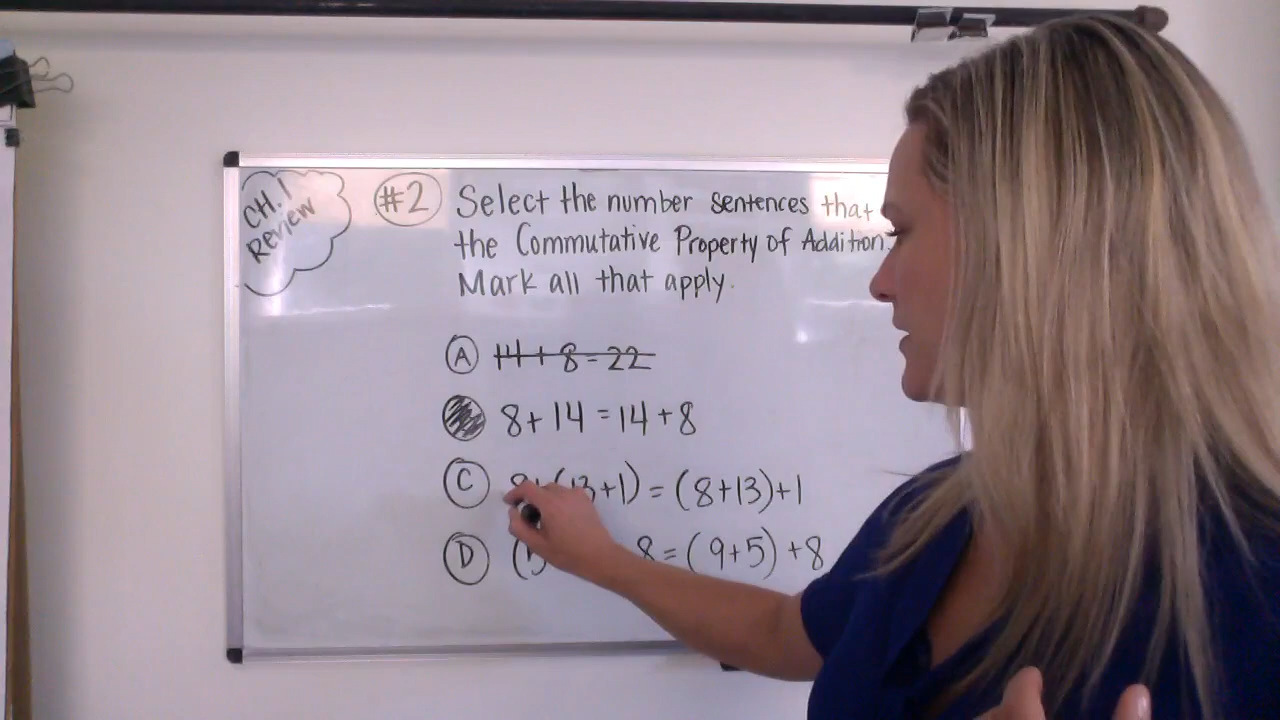 CH. 1
Review
#2 Select the number sentences that
the Commutative Property of Addition.
Mark all that apply.
A 14 + 8 = 22
8 + 14 = 14 + 8
C 8+(13+1) = (8+13)+1
D (5 8 = (9+5) +8